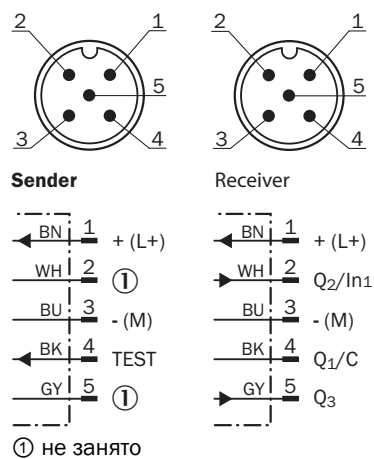 2 1 2 1
5 5
3 4 3 4
Sender Receiver
BN 1 + (L+) BN 1 + (L+)
WH 2 ① WH 2 Q2/In1
BU 3 - (M) BU 3 - (M)
BK 4 TEST BK 4 Q1/C
GY 5 ① GY 5 Q3
① не занято